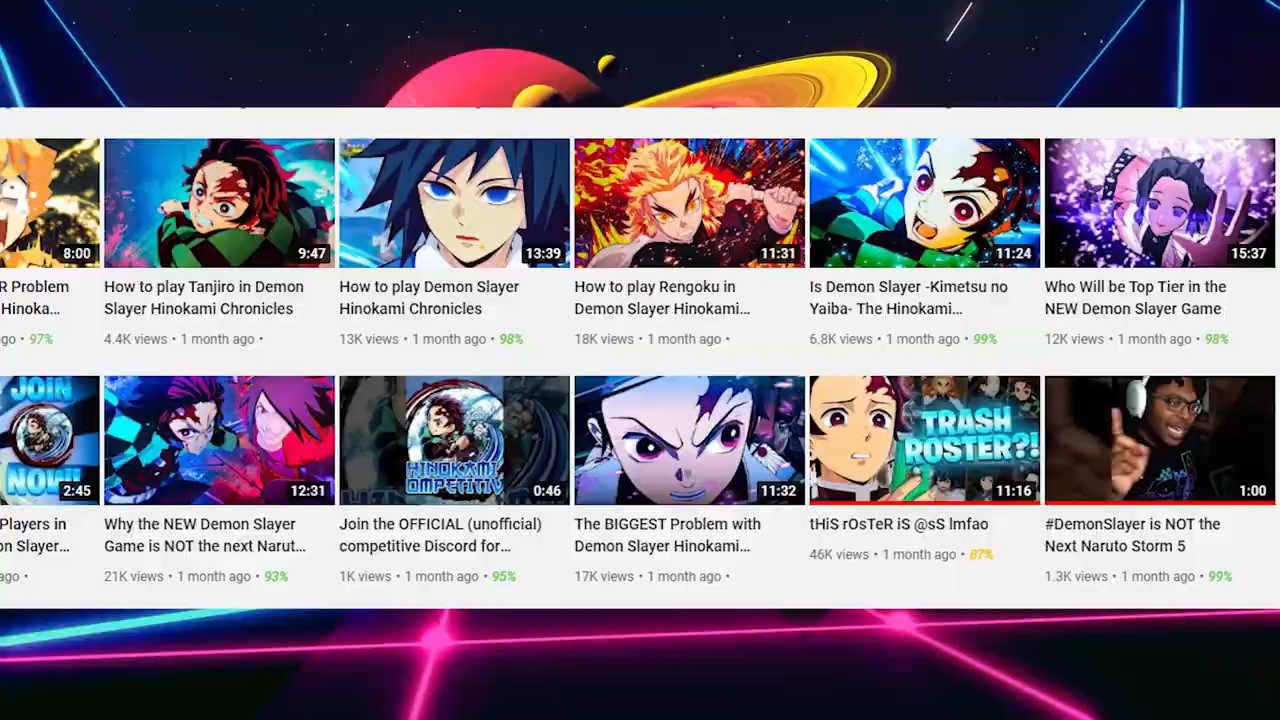 8:00
9:47
13:39
11:31
11:24
15:37
R Problem
Hinoka...
ago • 97%
How to play Tanjiro in Demon
Slayer Hinokami Chronicles
4.4K views • 1 month ago •
How to play Demon Slayer
Hinokami Chronicles
13K views • 1 month ago • 98%
How to play Rengoku in
Demon Slayer Hinokami...
18K views • 1 month ago •
Is Demon Slayer -Kimetsu no
Yaiba- The Hinokami...
6.8K views • 1 month ago • 99%
Who Will be Top Tier in the
NEW Demon Slayer Game
12K views • 1 month ago • 98%
JOIN
NOW!
2:45
12:31
HINOKAMI
OMPETITIV
0:46
11:32
TRASH
ROSTER?!
11:16
1:00
Players in
on Slayer...
ago •
Why the NEW Demon Slayer
Game is NOT the next Narut...
21K views • 1 month ago • 93%
Join the OFFICIAL (unofficial)
competitive Discord for...
1K views • 1 month ago • 95%
The BIGGEST Problem with
Demon Slayer Hinokami...
17K views • 1 month ago •
tHiS rOsTeR iS @sS lmfao
46K views • 1 month ago • 87%
#DemonSlayer is NOT the
Next Naruto Storm 5
1.3K views • 1 month ago • 99%